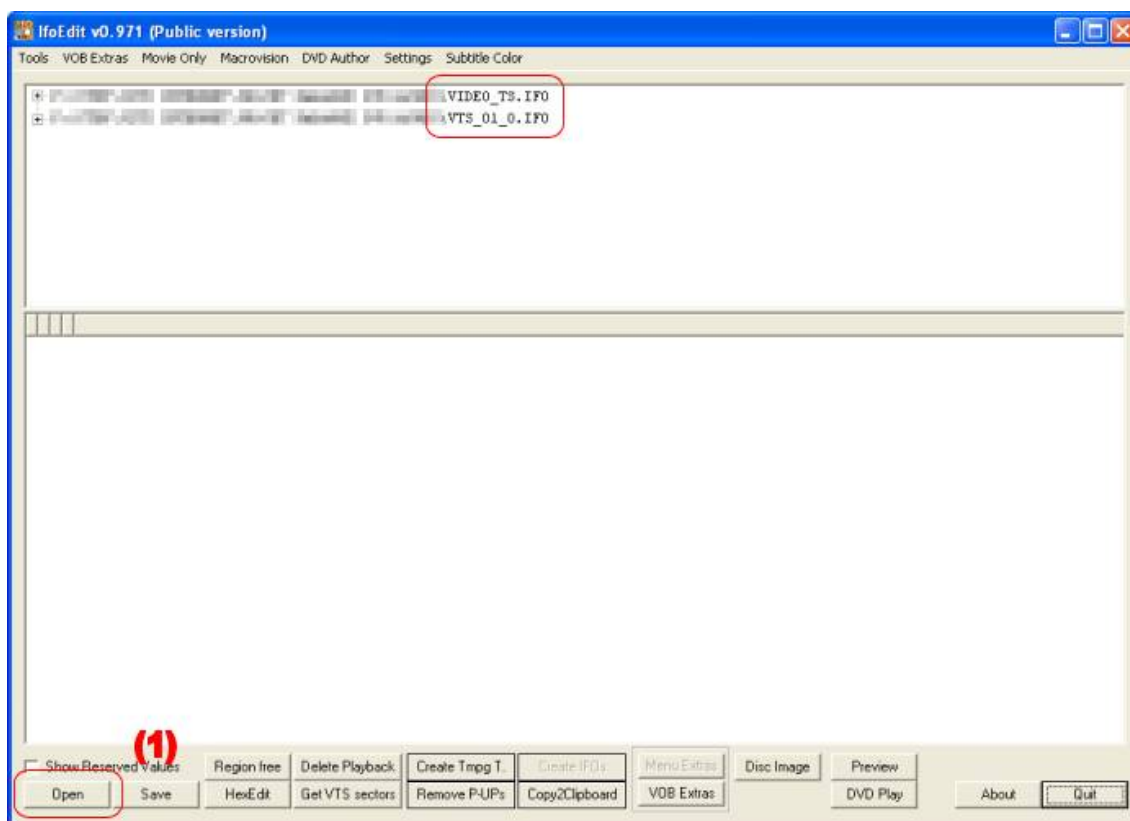 IfoEdit v0.971 (Public version)
Tools VOB Extras Movie Only Macrovision DVD Author Settings Subtitle Color
\VIDEO_TS.IFO
\VTS_01_0.IFO
(1)
Show Reserved Values Region free Delete Playback Create Tmpg T.. Create IFOs Menu Extras Disc Image Preview
Open Save HexEdit Get VTS sectors Remove P-UPs Copy2Clipboard VOB Extras DVD Play About Quit